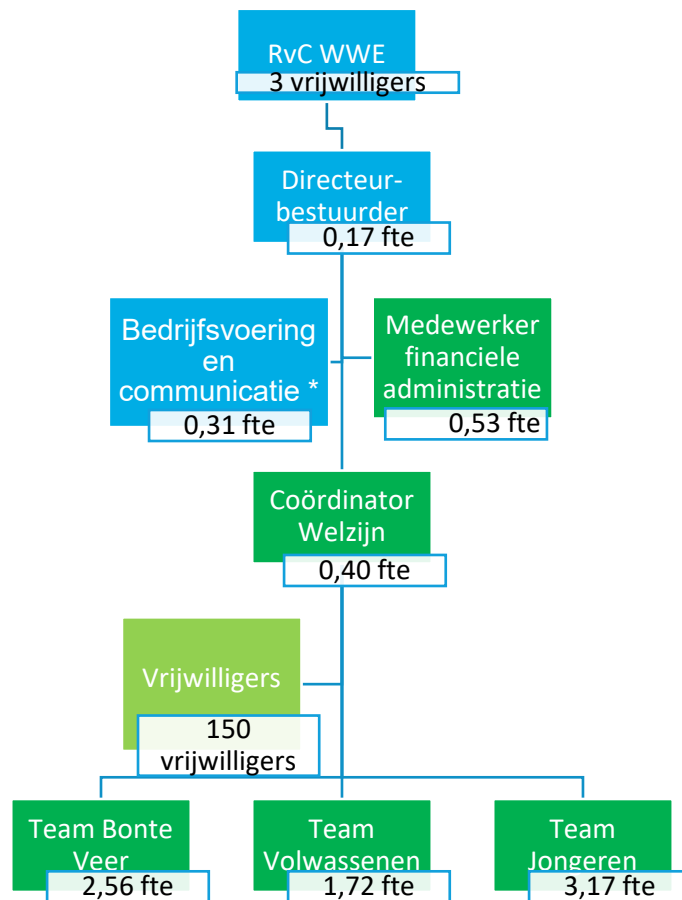 RvC WWE
3 vrijwilligers
Directeur-
bestuurder
0,17 fte
Bedrijfsvoering
en
communicatie *
0,31 fte
Medewerker
financiele
administratie
0,53 fte
Coördinator
Welzijn
0,40 fte
Vrijwilligers
150
vrijwilligers
Team Bonte
Veer
2,56 fte
Team
Volwassenen
1,72 fte
Team
Jongeren
3,17 fte